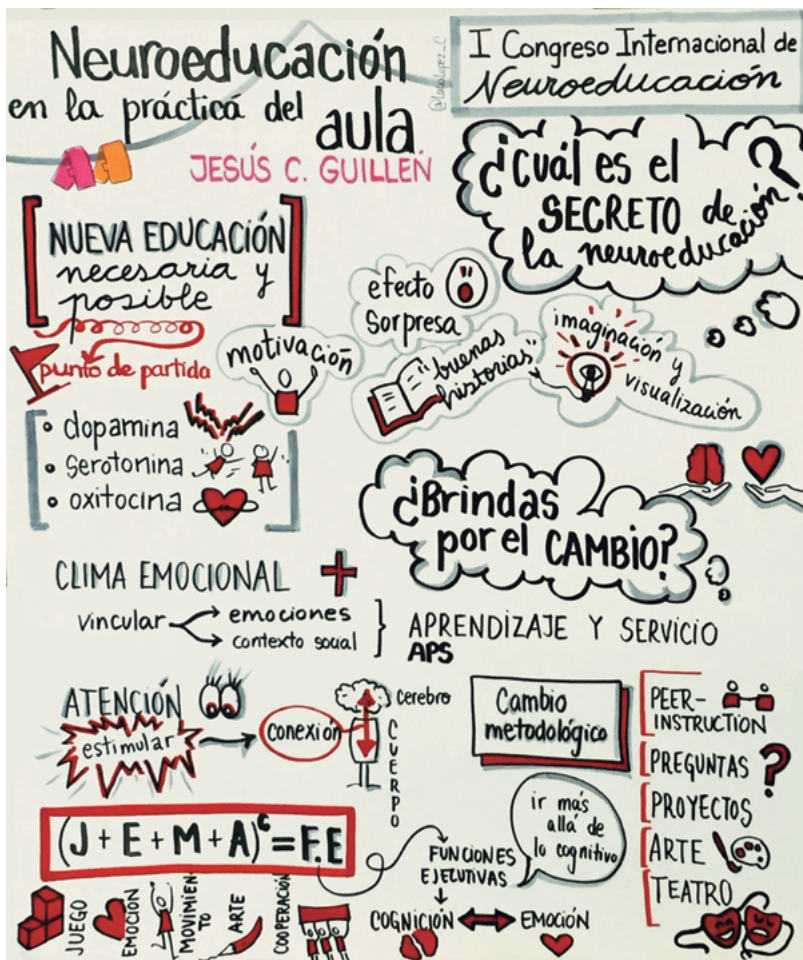 Neuroeducación
en la práctica del
aula
JESÚS C. GUILLÉN
I Congreso Internacional de
Neuroeducación
¿Cuál es el
SECRETO de
la neuroeducación?
NUEVA EDUCACIÓN
necesaria y
posible
punto de partida
motivación
efecto
sorpresa
"buenas
historias"
imaginación y
visualización
• dopamina
• serotonina
• oxitocina
¿Brindas
por el CAMBIO?
CLIMA EMOCIONAL +
vincular
emociones
contexto social
APRENDIZAJE Y SERVICIO
APS
ATENCIÓN
estimular
conexión
Cerebro
CUERPO
Cambio
metodológico
PEER-
INSTRUCTION
PREGUNTAS ?
PROYECTOS
ARTE
TEATRO
(J + E + M + A)ᶜ = F.E
FUNCIONES
EJECUTIVAS
ir más
allá de
lo cognitivo
COGNICIÓN
EMOCIÓN
JUEGO
EMOCIÓN
MOVIMIEN-
TO
ARTE
COOPERACIÓN